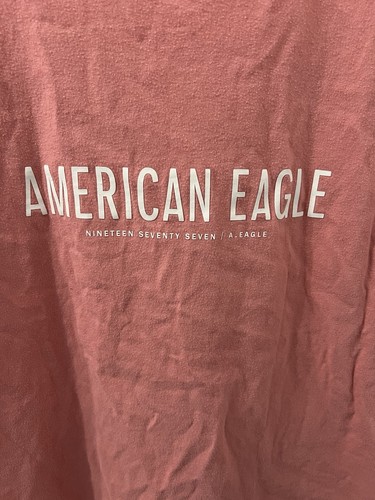 AMERICAN EAGLE
NINETEEN SEVENTY SEVEN / A.EAGLE